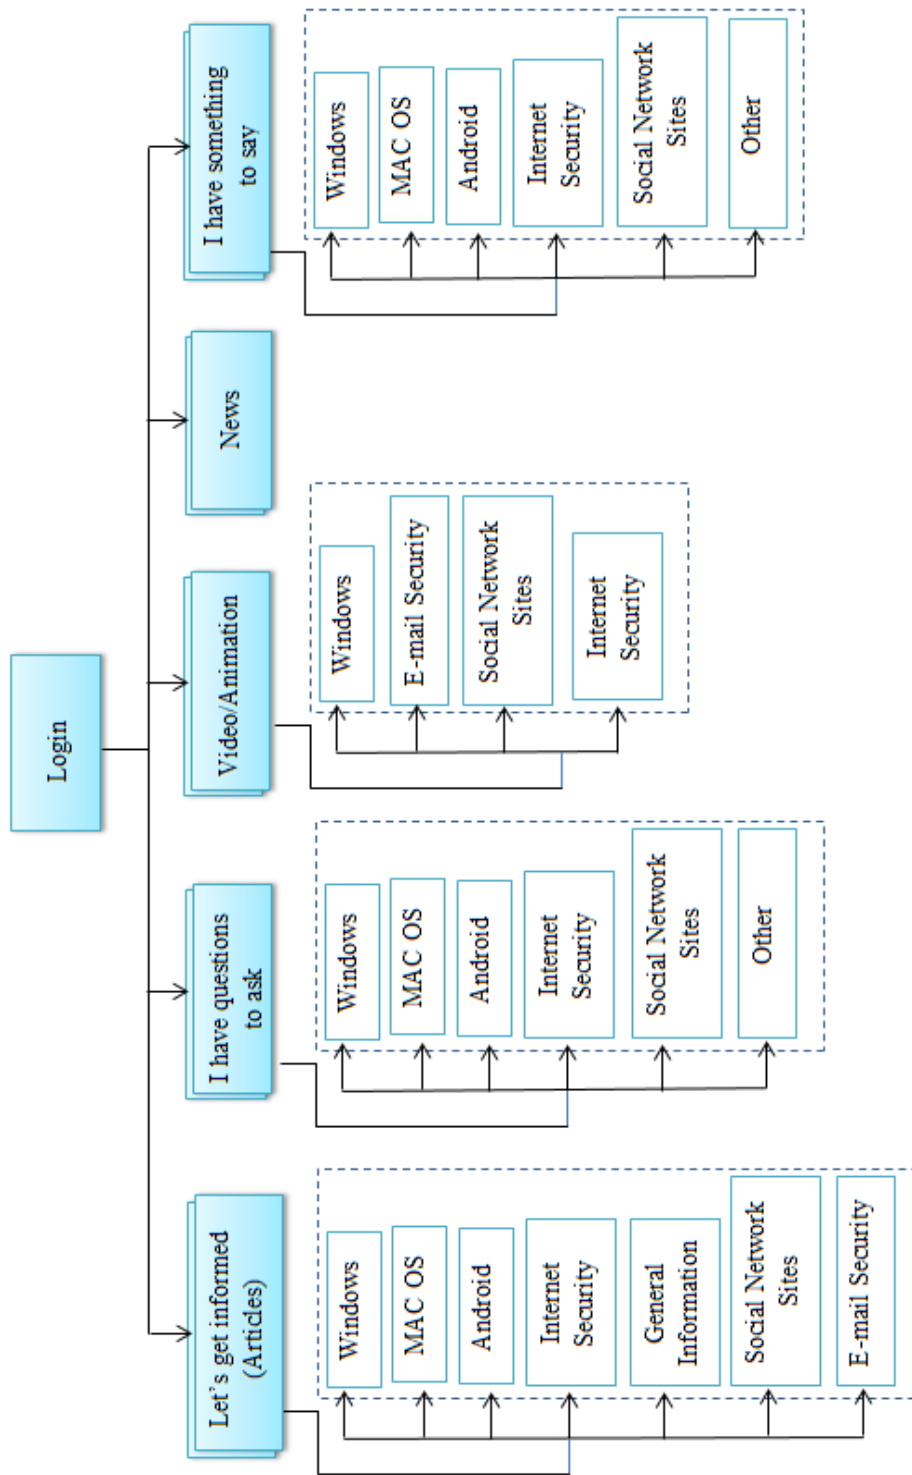 Login
Let's get informed
(Articles)
I have questions
to ask
Video/Animation
News
I have something
to say
Windows
MAC OS
Android
Internet
Security
General
Information
Social Network
Sites
E-mail Security
Windows
MAC OS
Android
Internet
Security
Social Network
Sites
Other
Windows
E-mail Security
Social Network
Sites
Internet
Security
Windows
MAC OS
Android
Internet
Security
Social Network
Sites
Other